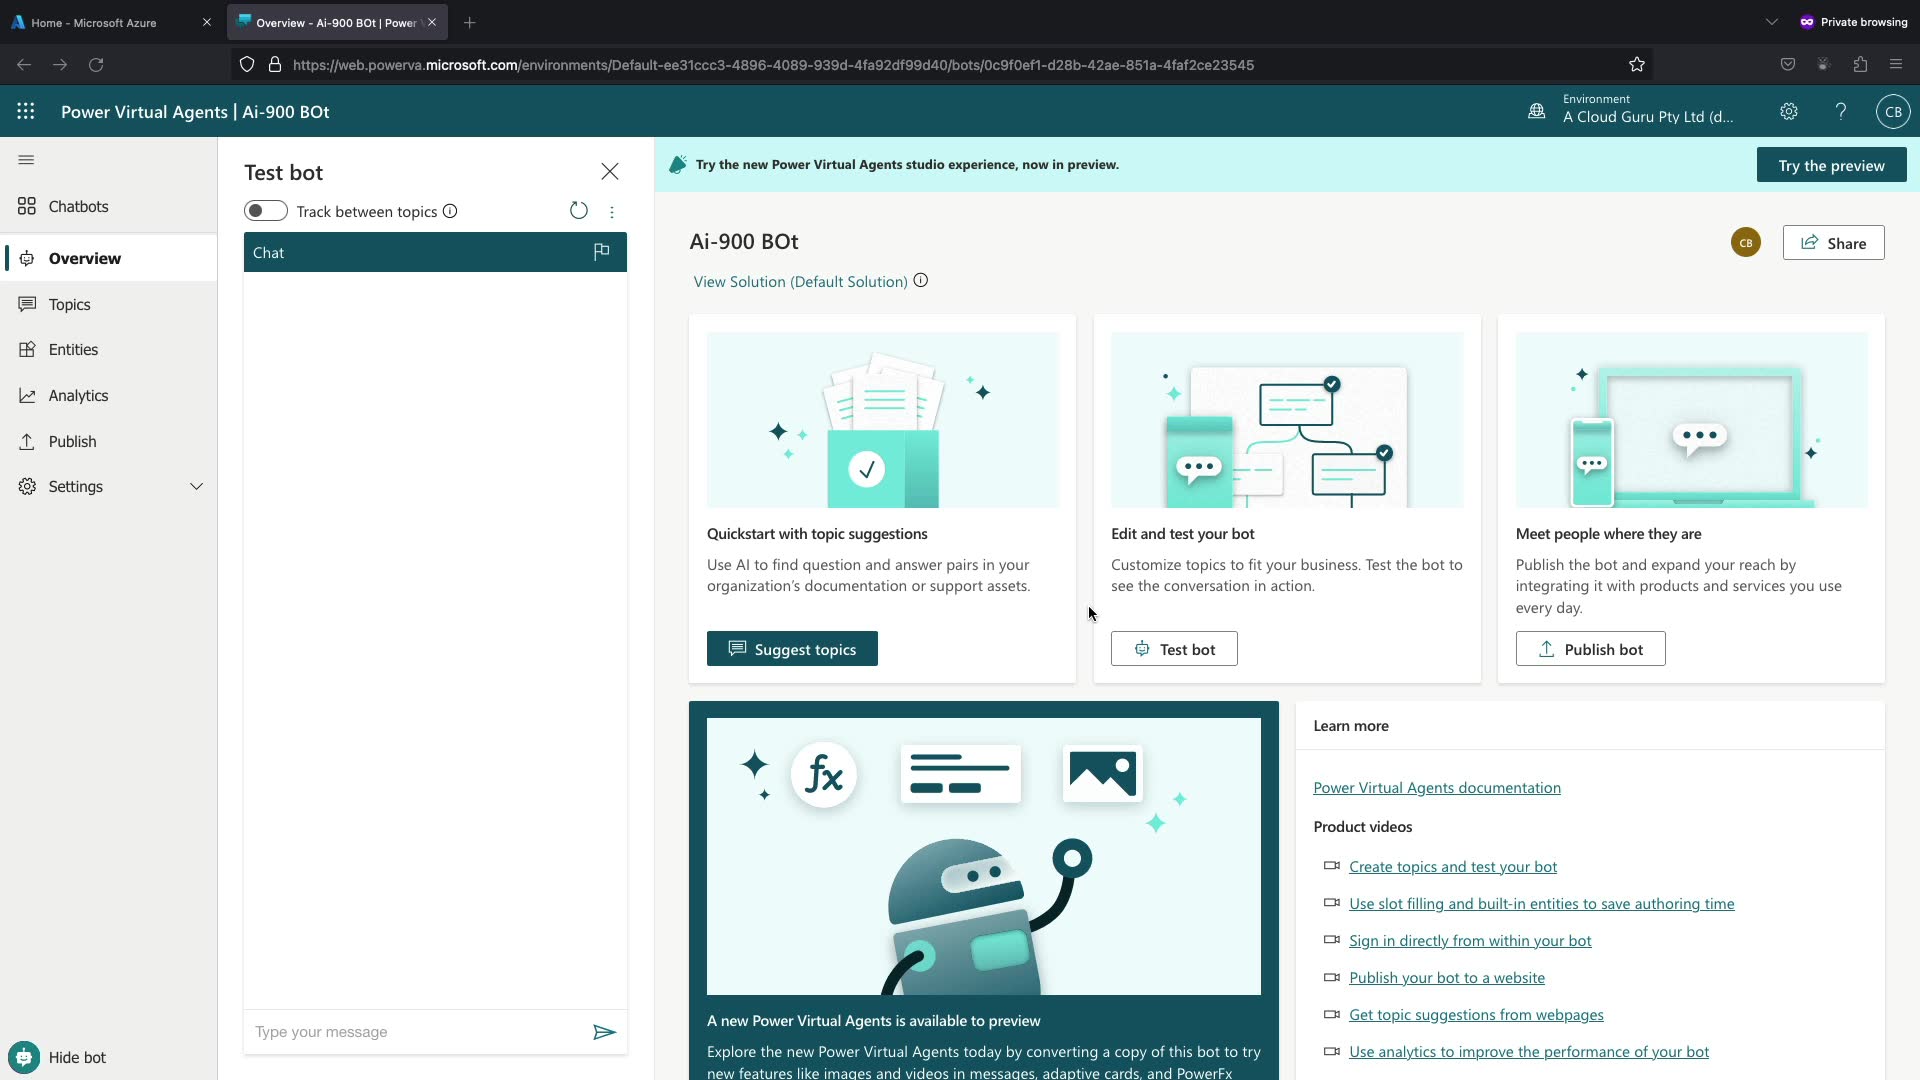 Home - Microsoft Azure
Overview - Ai-900 BOt | Power
Private browsing
https://web.powerva.microsoft.com/environments/Default-ee31ccc3-4896-4089-939d-4fa92df99d40/bots/0c9f0ef1-d28b-42ae-851a-4faf2ce23545
Power Virtual Agents | Ai-900 BOt
Environment
A Cloud Guru Pty Ltd (d...
?
CB
Chatbots
Overview
Topics
Entities
Analytics
Publish
Settings
Hide bot
Test bot
Track between topics
Chat
Type your message
Try the new Power Virtual Agents studio experience, now in preview.
Try the preview
Ai-900 BOt
CB
Share
View Solution (Default Solution)
Quickstart with topic suggestions
Use AI to find question and answer pairs in your
organization's documentation or support assets.
Suggest topics
Edit and test your bot
Customize topics to fit your business. Test the bot to
see the conversation in action.
Test bot
Meet people where they are
Publish the bot and expand your reach by
integrating it with products and services you use
every day.
Publish bot
fx
A new Power Virtual Agents is available to preview
Explore the new Power Virtual Agents today by converting a copy of this bot to try
new features like images and videos in messages, adaptive cards, and PowerFx
Learn more
Power Virtual Agents documentation
Product videos
Create topics and test your bot
Use slot filling and built-in entities to save authoring time
Sign in directly from within your bot
Publish your bot to a website
Get topic suggestions from webpages
Use analytics to improve the performance of your bot